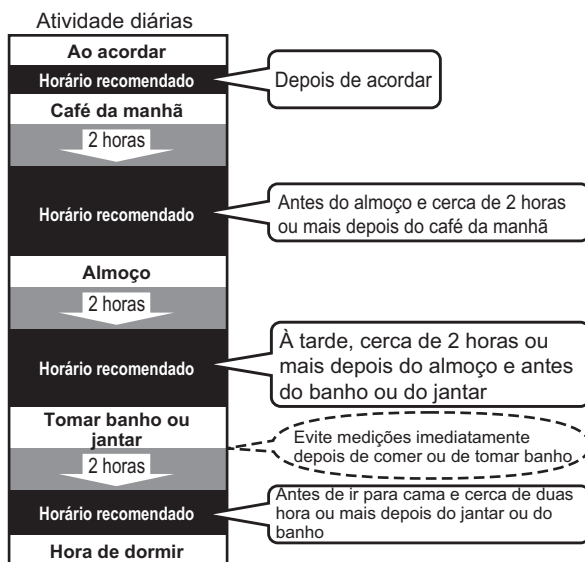 Atividade diárias
Ao acordar
Horário recomendado
Depois de acordar
Café da manhã
2 horas
Horário recomendado
Antes do almoço e cerca de 2 horas
ou mais depois do café da manhã
Almoço
2 horas
Horário recomendado
À tarde, cerca de 2 horas ou
mais depois do almoço e antes
do banho ou do jantar
Tomar banho ou
jantar
Evite medições imediatamente
depois de comer ou de tomar banho
2 horas
Horário recomendado
Antes de ir para cama e cerca de duas
hora ou mais depois do jantar ou do
banho
Hora de dormir